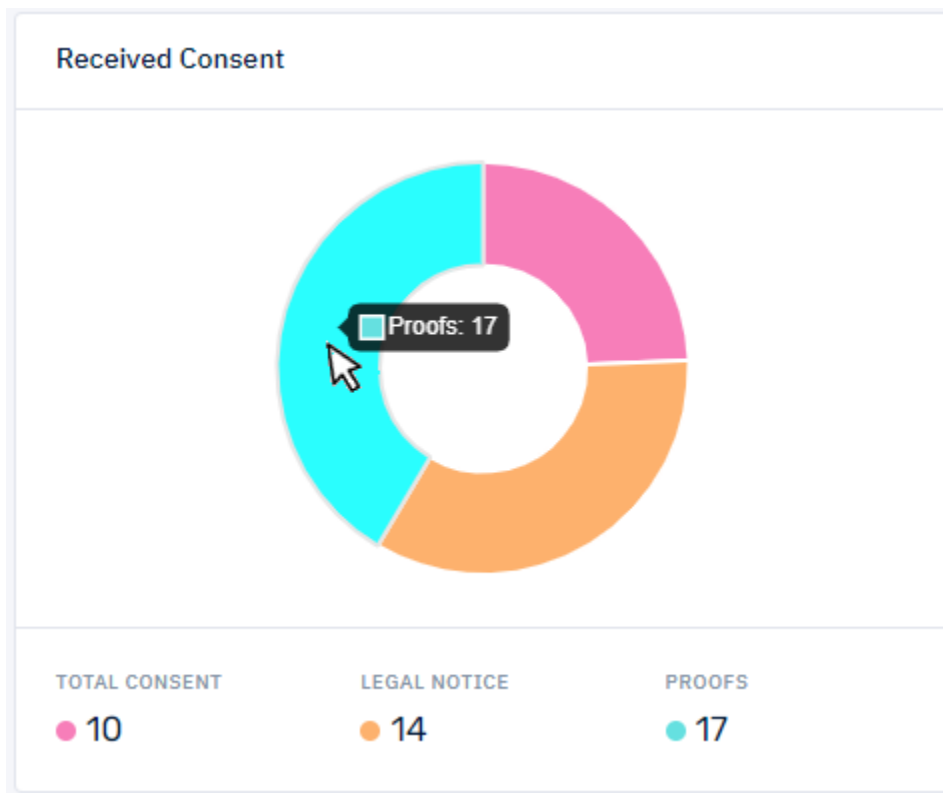 Received Consent
Proofs: 17
TOTAL CONSENT
10
LEGAL NOTICE
14
PROOFS
17